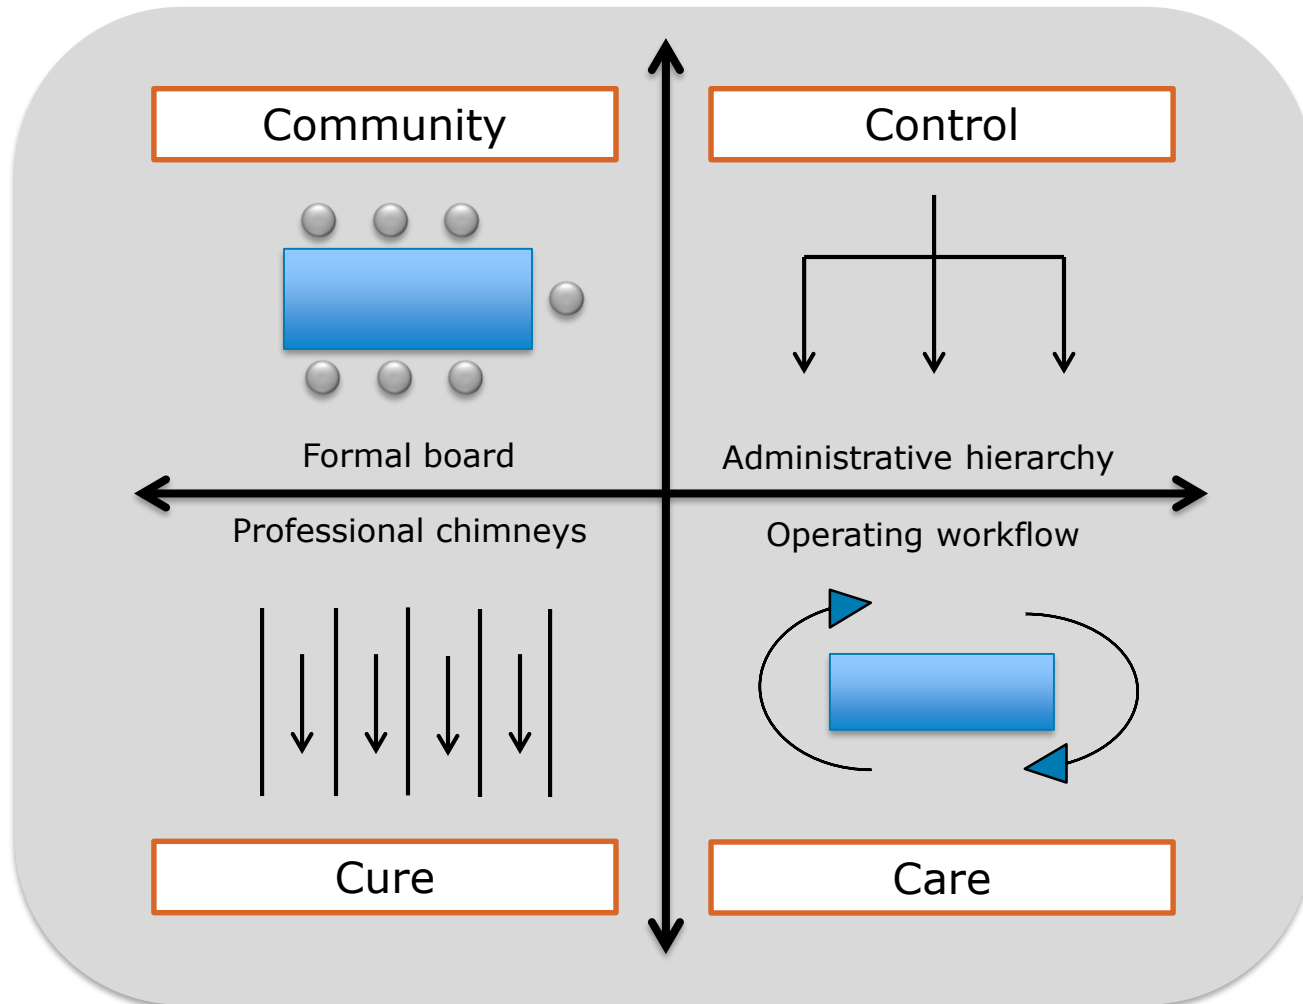 Community
Control
Formal board
Administrative hierarchy
Professional chimneys
Operating workflow
Cure
Care